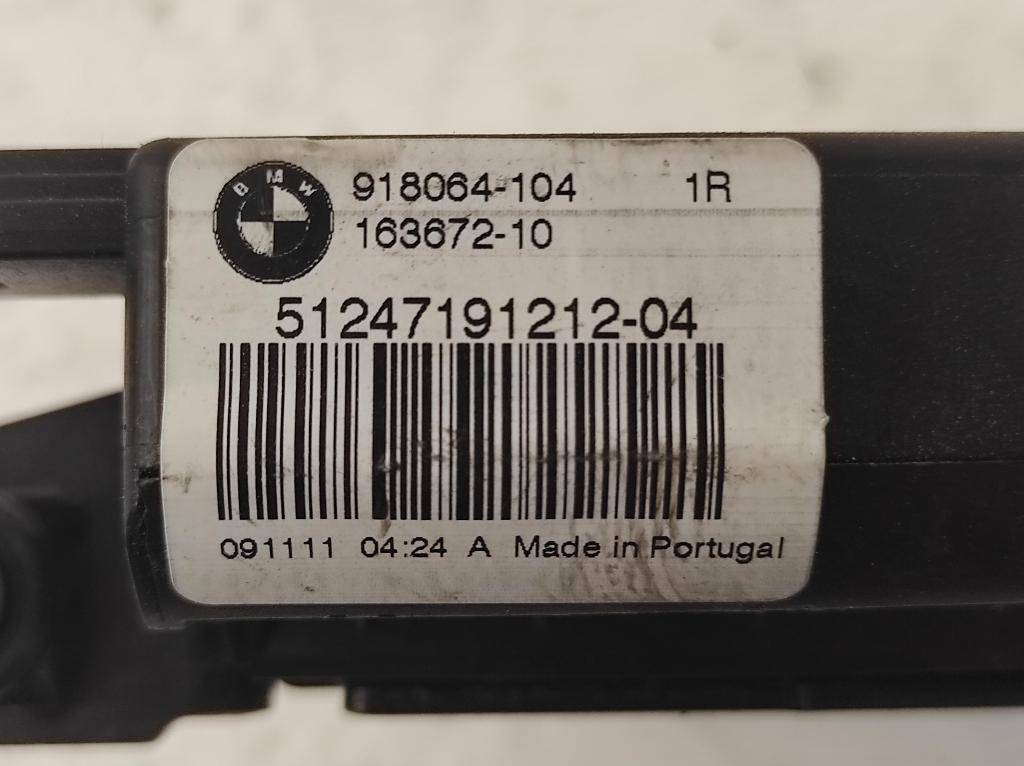 BMW
918064-104 1R
163672-10
51247191212-04
091111 04:24 A Made in Portugal